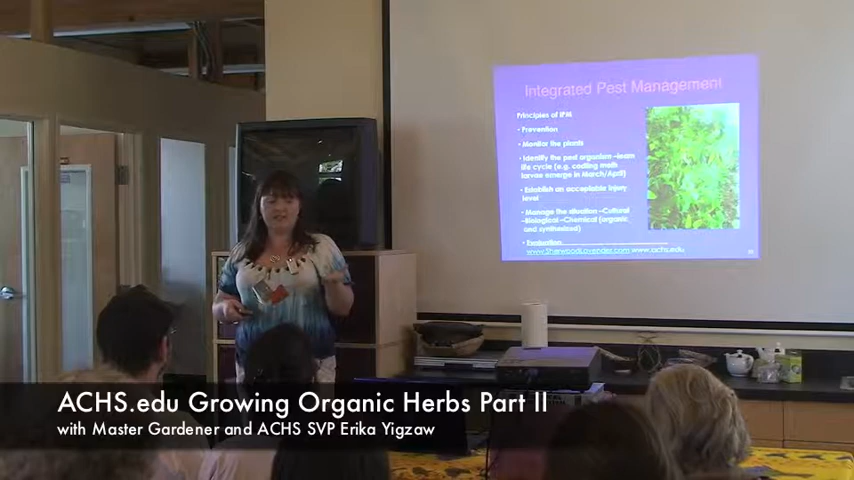 Integrated Pest Management
Principles of IPM
• Prevention
• Monitor the plants
• Identify the pest organism –learn
life cycle (e.g. codling moth
larvae emerge in March/April)
• Establish an acceptable injury
level
• Manage the situation –Cultural
–Biological –Chemical (organic
and synthesized)
• Evaluation
www.SherwoodLavender.com www.achs.edu
ACHS.edu Growing Organic Herbs Part II
with Master Gardener and ACHS SVP Erika Yigzaw